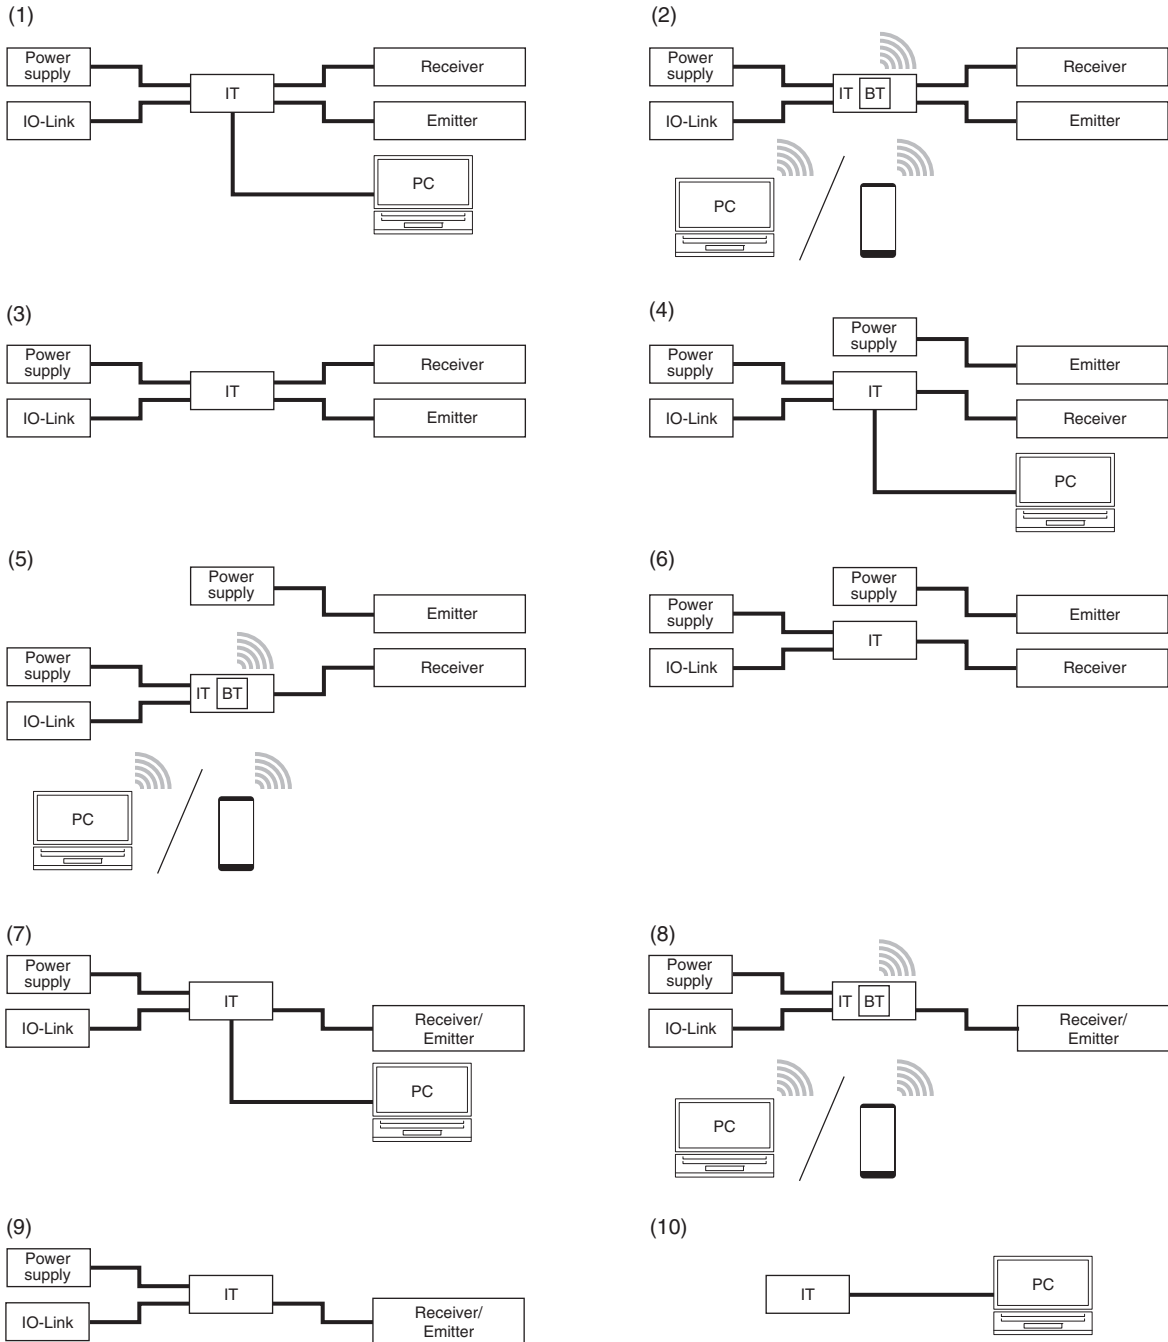 (1)
Power
supply
IO-Link
IT
Receiver
Emitter
PC
(2)
Power
supply
IO-Link
IT BT
Receiver
Emitter
PC
(3)
Power
supply
IO-Link
IT
Receiver
Emitter
(4)
Power
supply
Power
supply
IO-Link
IT
Emitter
Receiver
PC
(5)
Power
supply
Emitter
Power
supply
IO-Link
IT BT
Receiver
PC
(6)
Power
supply
Power
supply
IO-Link
IT
Emitter
Receiver
(7)
Power
supply
IO-Link
IT
Receiver/
Emitter
PC
(8)
Power
supply
IO-Link
IT BT
Receiver/
Emitter
PC
(9)
Power
supply
IO-Link
IT
Receiver/
Emitter
(10)
IT
PC